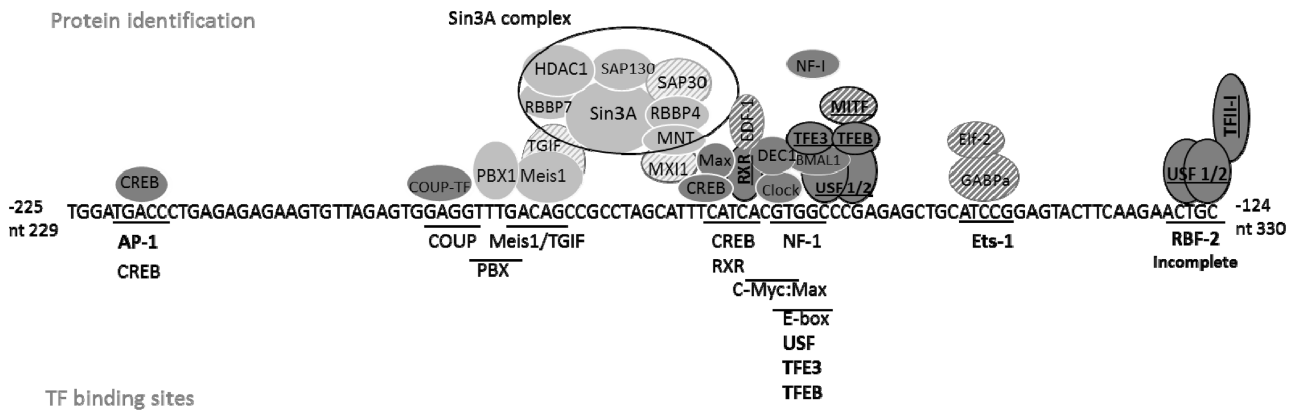 Protein identification
Sin3A complex
NF-I
HDAC1 SAP130 SAP30
RBBP7 Sin3A RBBP4
MITF
EDF-1
TFII-I
MNT
TFE3 TFEB
Elf-2
TGIF
MXI1 Max RXR DEC1 BMAL1
CREB COUP-TF PBX1 Meis1 CREB Clock USF 1/2 GABPa USF 1/2
-225 TGGATGACCCTGAGAGAGAAGTGTTAGAGTGGAGGTTTGACAGCCGCCTAGCATTTCATCACGTGGCCCGAGAGCTGCATCCGGAGTACTTCAAGAACTGC -124
nt 229 nt 330
AP-1 COUP Meis1/TGIF CREB NF-1 Ets-1 RBF-2
CREB PBX RXR Incomplete
C-Myc:Max
E-box
USF
TFE3
TFEB
TF binding sites